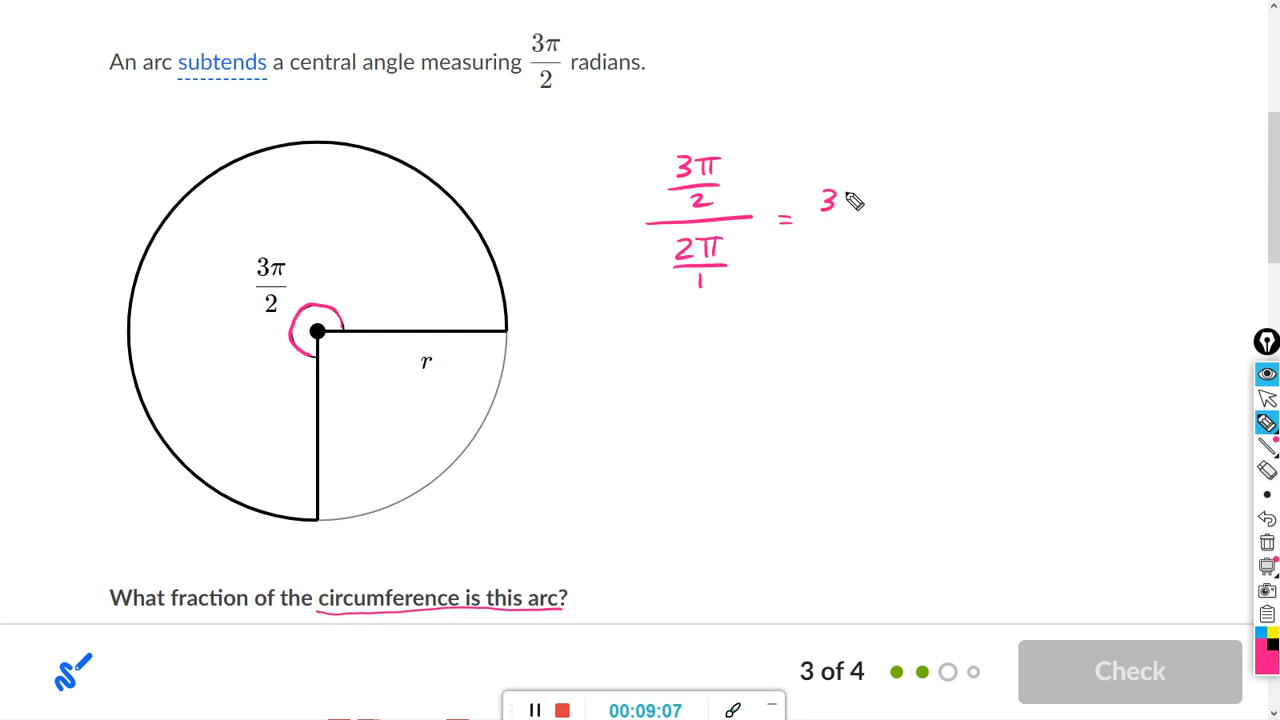 An arc subtends a central angle measuring 3π/2 radians.
3π
2
2π
1
= 3
3π
2
r
What fraction of the circumference is this arc?
3 of 4
Check
00:09:07